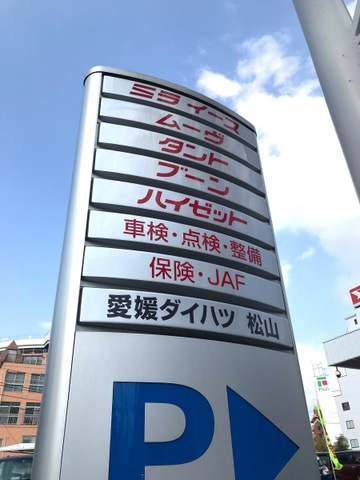 ミラ イース
ムーヴ
タント
ブーン
ハイゼット
車検・点検・整備
保険・JAF
愛媛ダイハツ 松山
P